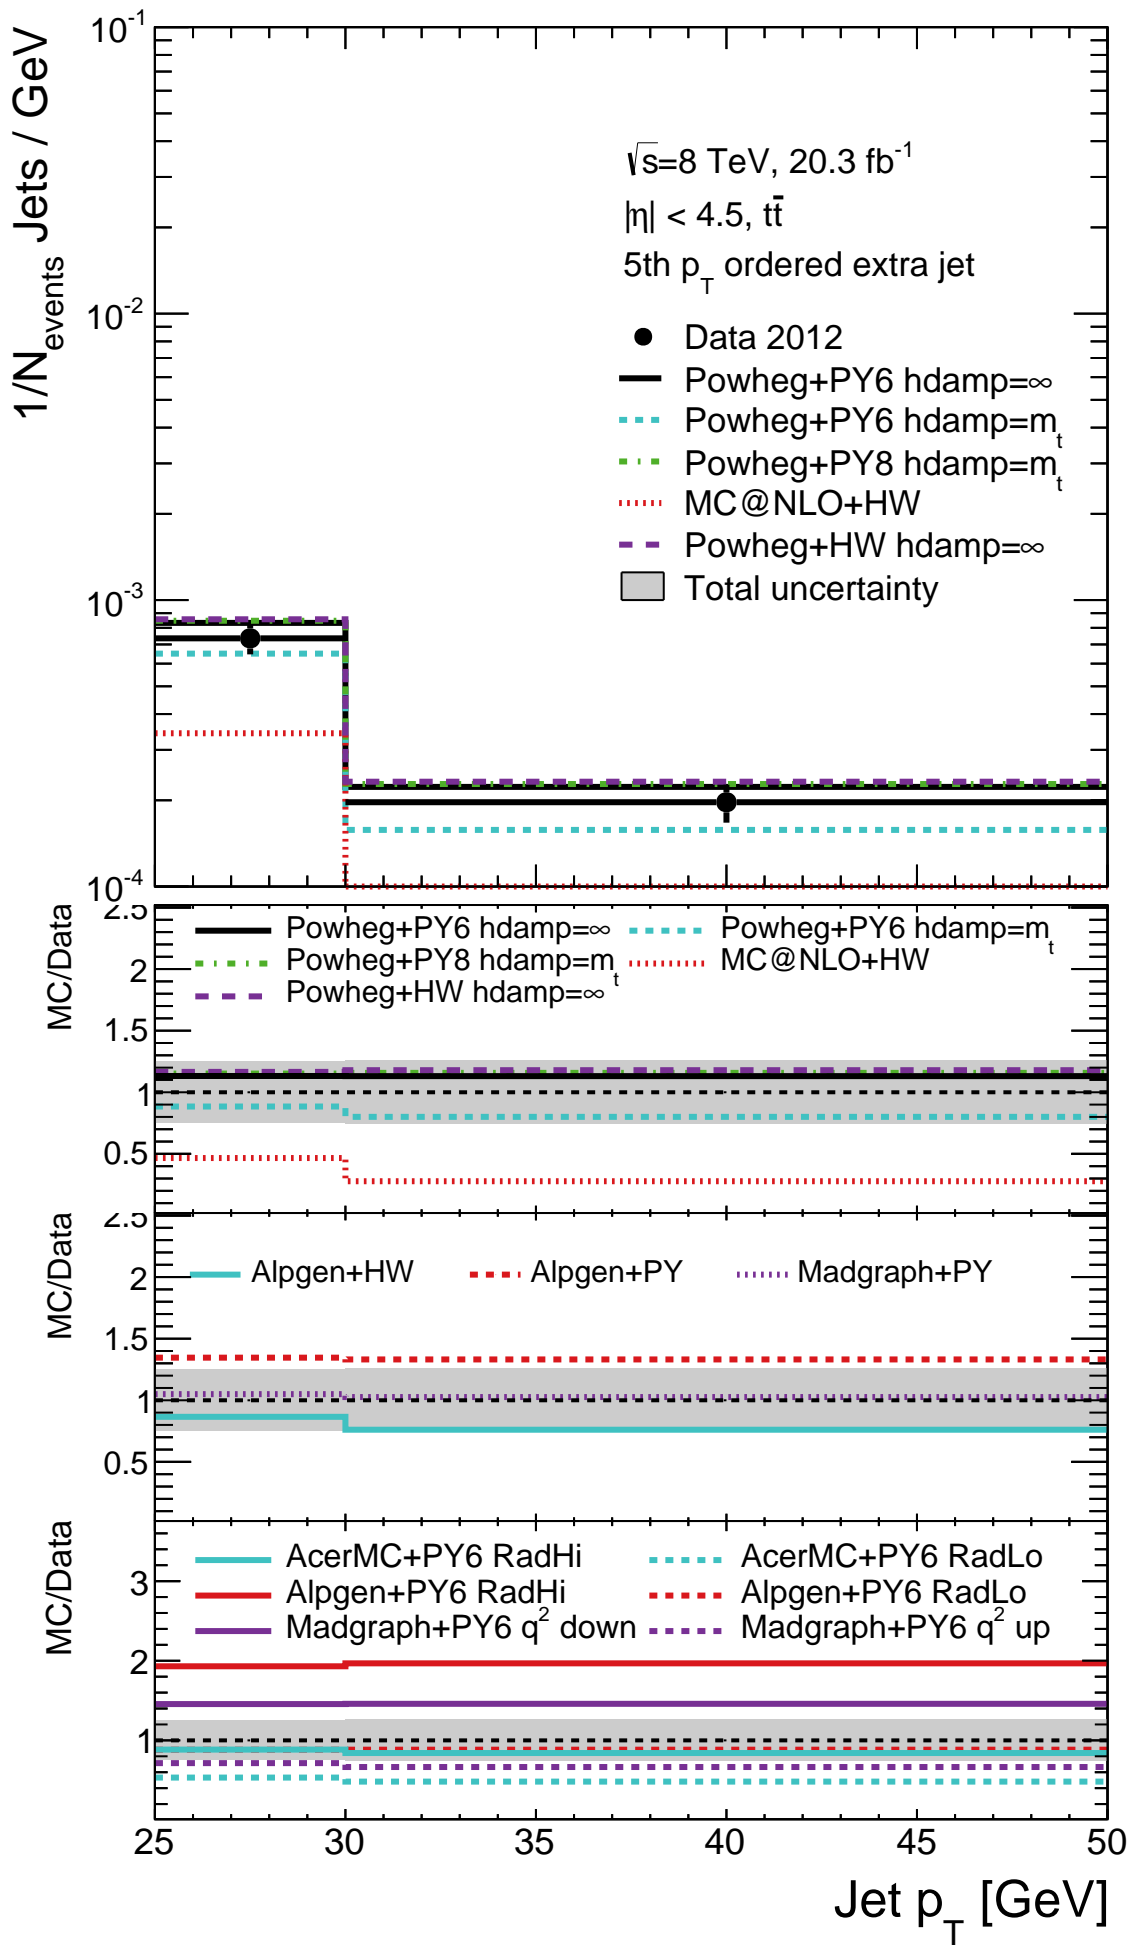 10^-1
1/N_events Jets / GeV
√s=8 TeV, 20.3 fb^-1
|η| < 4.5, tt̄
5th p_T ordered extra jet
10^-2
Data 2012
Powheg+PY6 hdamp=∞
Powheg+PY6 hdamp=m_t
Powheg+PY8 hdamp=m_t
MC@NLO+HW
Powheg+HW hdamp=∞
Total uncertainty
10^-3
10^-4
MC/Data
2.5
Powheg+PY6 hdamp=∞ Powheg+PY6 hdamp=m_t
Powheg+PY8 hdamp=m_t MC@NLO+HW
2
Powheg+HW hdamp=∞
1.5
1
0.5
MC/Data
2.5
2
Alpgen+HW Alpgen+PY Madgraph+PY
1.5
1
0.5
MC/Data
AcerMC+PY6 RadHi AcerMC+PY6 RadLo
3
Alpgen+PY6 RadHi Alpgen+PY6 RadLo
Madgraph+PY6 q^2 down Madgraph+PY6 q^2 up
2
1
25 30 35 40 45 50
Jet p_T [GeV]